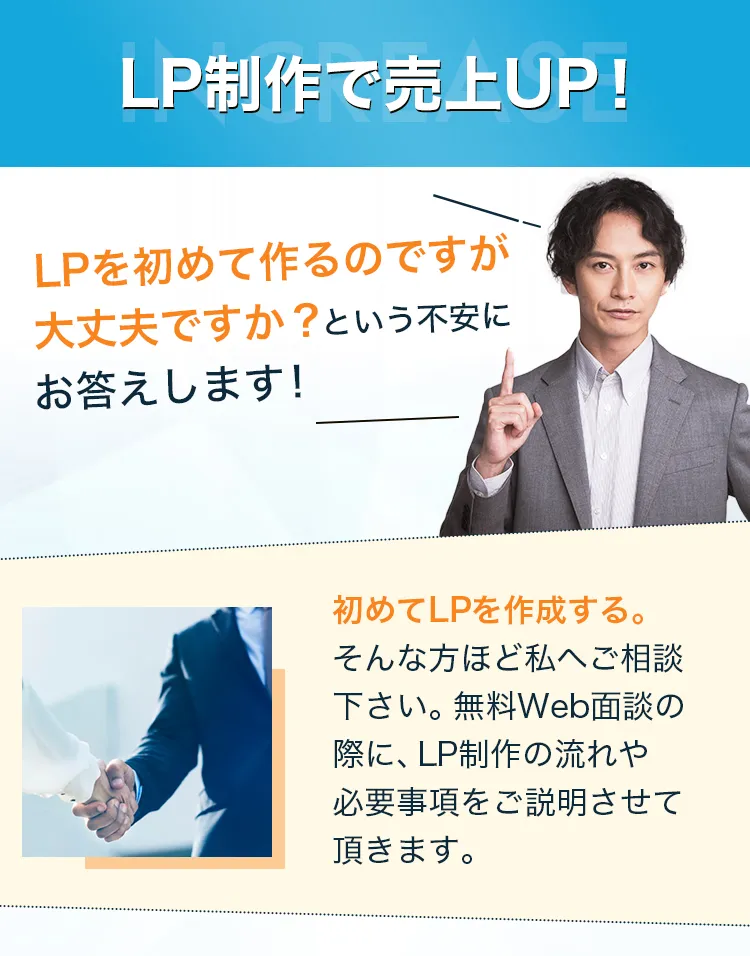 INCREASE
LP制作で売上UP！
LPを初めて作るのですが
大丈夫ですか？という不安に
お答えします！
初めてLPを作成する。
そんな方ほど私へご相談
下さい。無料Web面談の
際に、LP制作の流れや
必要事項をご説明させて
頂きます。